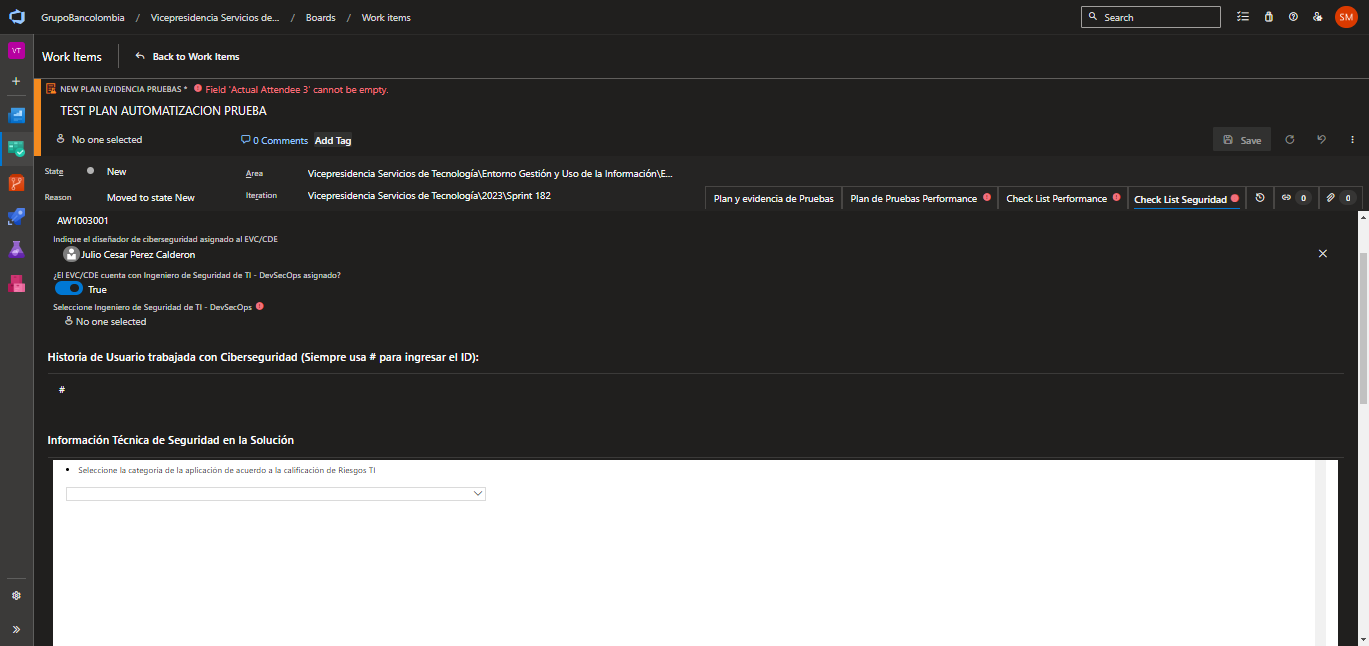 GrupoBancolombia / Vicepresidencia Servicios de... / Boards / Work items
Search
SM
VT
Work Items
Back to Work Items
NEW PLAN EVIDENCIA PRUEBAS * Field 'Actual Attendee 3' cannot be empty.
TEST PLAN AUTOMATIZACION PRUEBA
No one selected
0 Comments Add Tag
Save
State New
Area Vicepresidencia Servicios de Tecnología\Entorno Gestión y Uso de la Información\E...
Reason Moved to state New
Iteration Vicepresidencia Servicios de Tecnología\2023\Sprint 182
Plan y evidencia de Pruebas
Plan de Pruebas Performance
Check List Performance
Check List Seguridad
0
0
AW1003001
Indique el diseñador de ciberseguridad asignado al EVC/CDE
Julio Cesar Perez Calderon
¿El EVC/CDE cuenta con Ingeniero de Seguridad de TI - DevSecOps asignado?
True
Seleccione Ingeniero de Seguridad de TI - DevSecOps
No one selected
Historia de Usuario trabajada con Ciberseguridad (Siempre usa # para ingresar el ID):
#
Información Técnica de Seguridad en la Solución
• Seleccione la categoria de la aplicación de acuerdo a la calificación de Riesgos TI